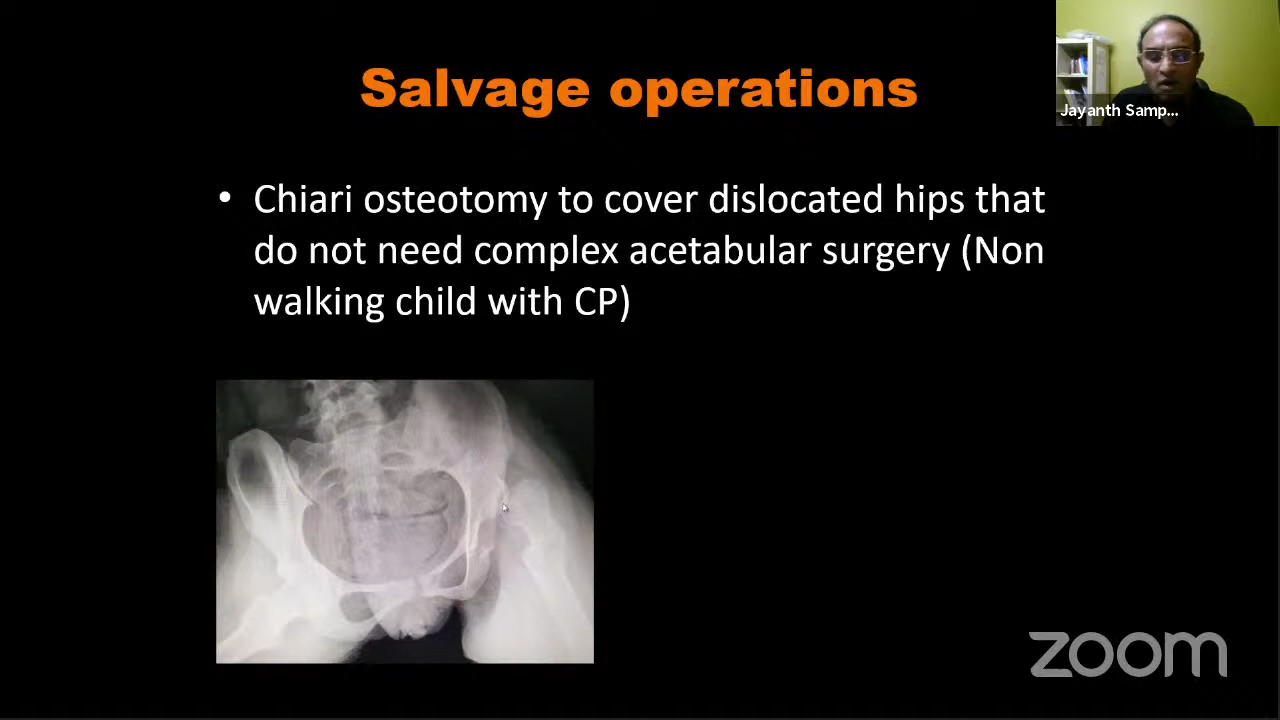 Salvage operations
Jayanth Samp...
• Chiari osteotomy to cover dislocated hips that
do not need complex acetabular surgery (Non
walking child with CP)
zoom